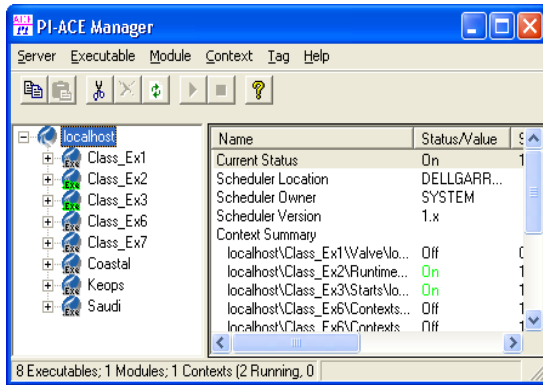 PI-ACE Manager
Server Executable Module Context Tag Help
localhost
Class_Ex1
Class_Ex2
Class_Ex3
Class_Ex6
Class_Ex7
Coastal
Keops
Saudi
Name Status/Value
Current Status On
Scheduler Location DELLGARR...
Scheduler Owner SYSTEM
Scheduler Version 1.x
Context Summary
localhost\Class_Ex1\Valve\lo... Off
localhost\Class_Ex2\Runtime... On
localhost\Class_Ex3\Starts\lo... On
localhost\Class_Ex6\Contexts... Off
localhost\Class_Ex6\Contexts Off
8 Executables; 1 Modules; 1 Contexts (2 Running, 0